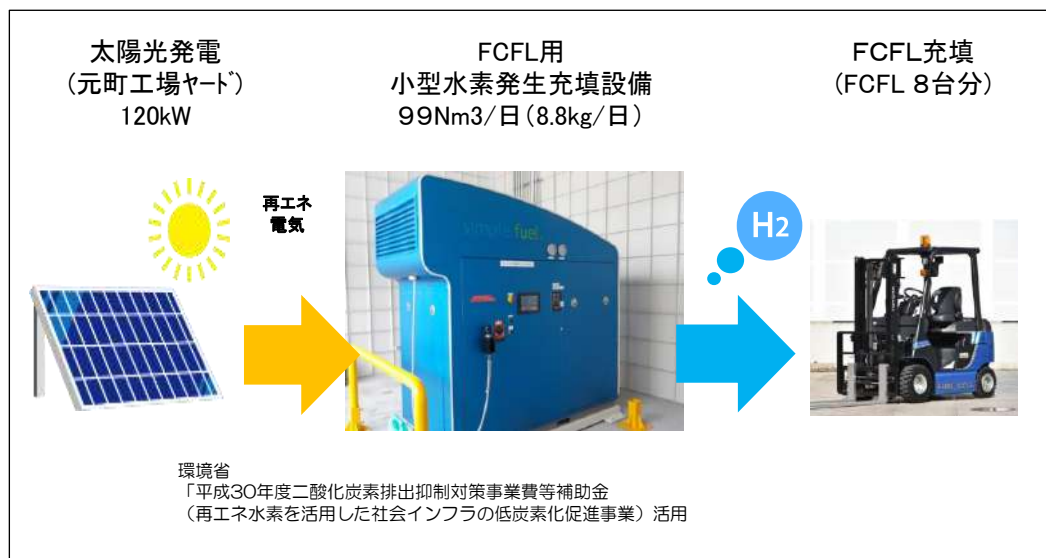 太陽光発電
(元町工場ﾔｰﾄﾞ)
120kW
FCFL用
小型水素発生充填設備
99Nm3/日(8.8kg/日)
FCFL充填
(FCFL 8台分)
再エネ
電気
simple fuel.
H2
環境省
「平成30年度二酸化炭素排出抑制対策事業費等補助金
(再エネ水素を活用した社会インフラの低炭素化促進事業)活用